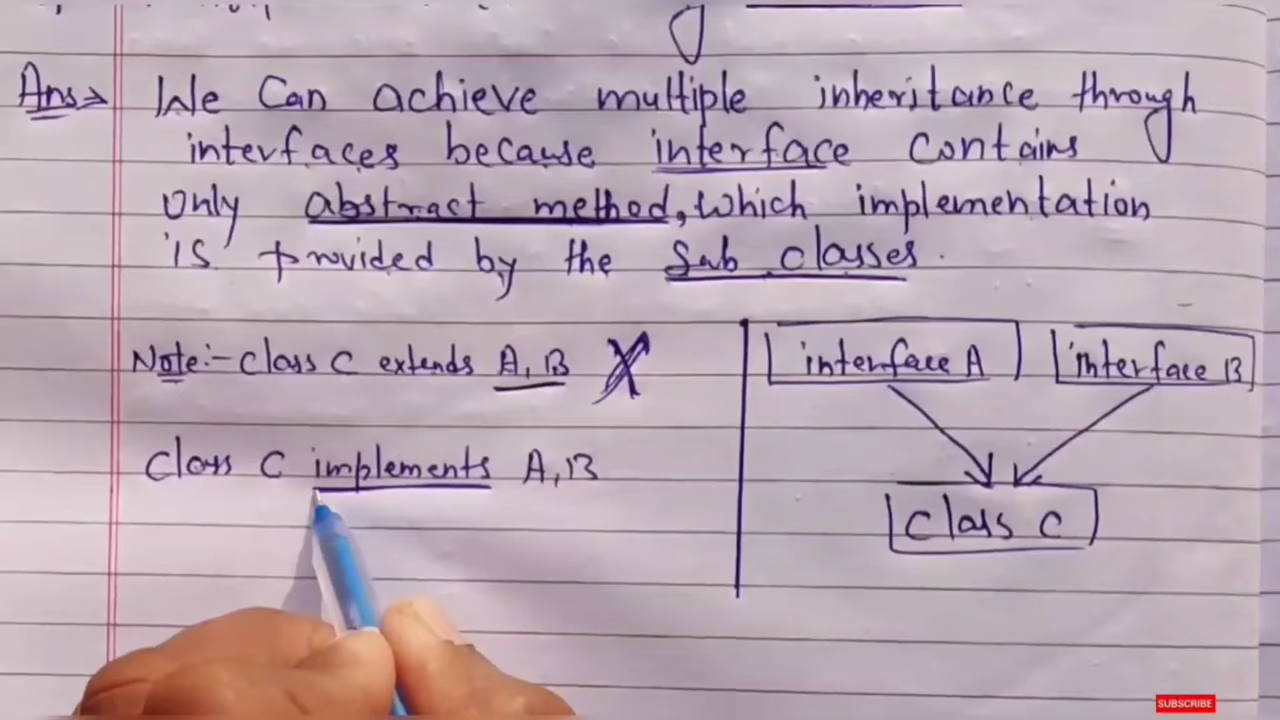 Ans→ We Can achieve multiple inheritance through
interfaces because interface contains
only abstract method, which implementation
is provided by the Sub classes.
Note:- Class C extends A, B X
Class C implements A, B
interface A
interface B
Class C
SUBSCRIBE